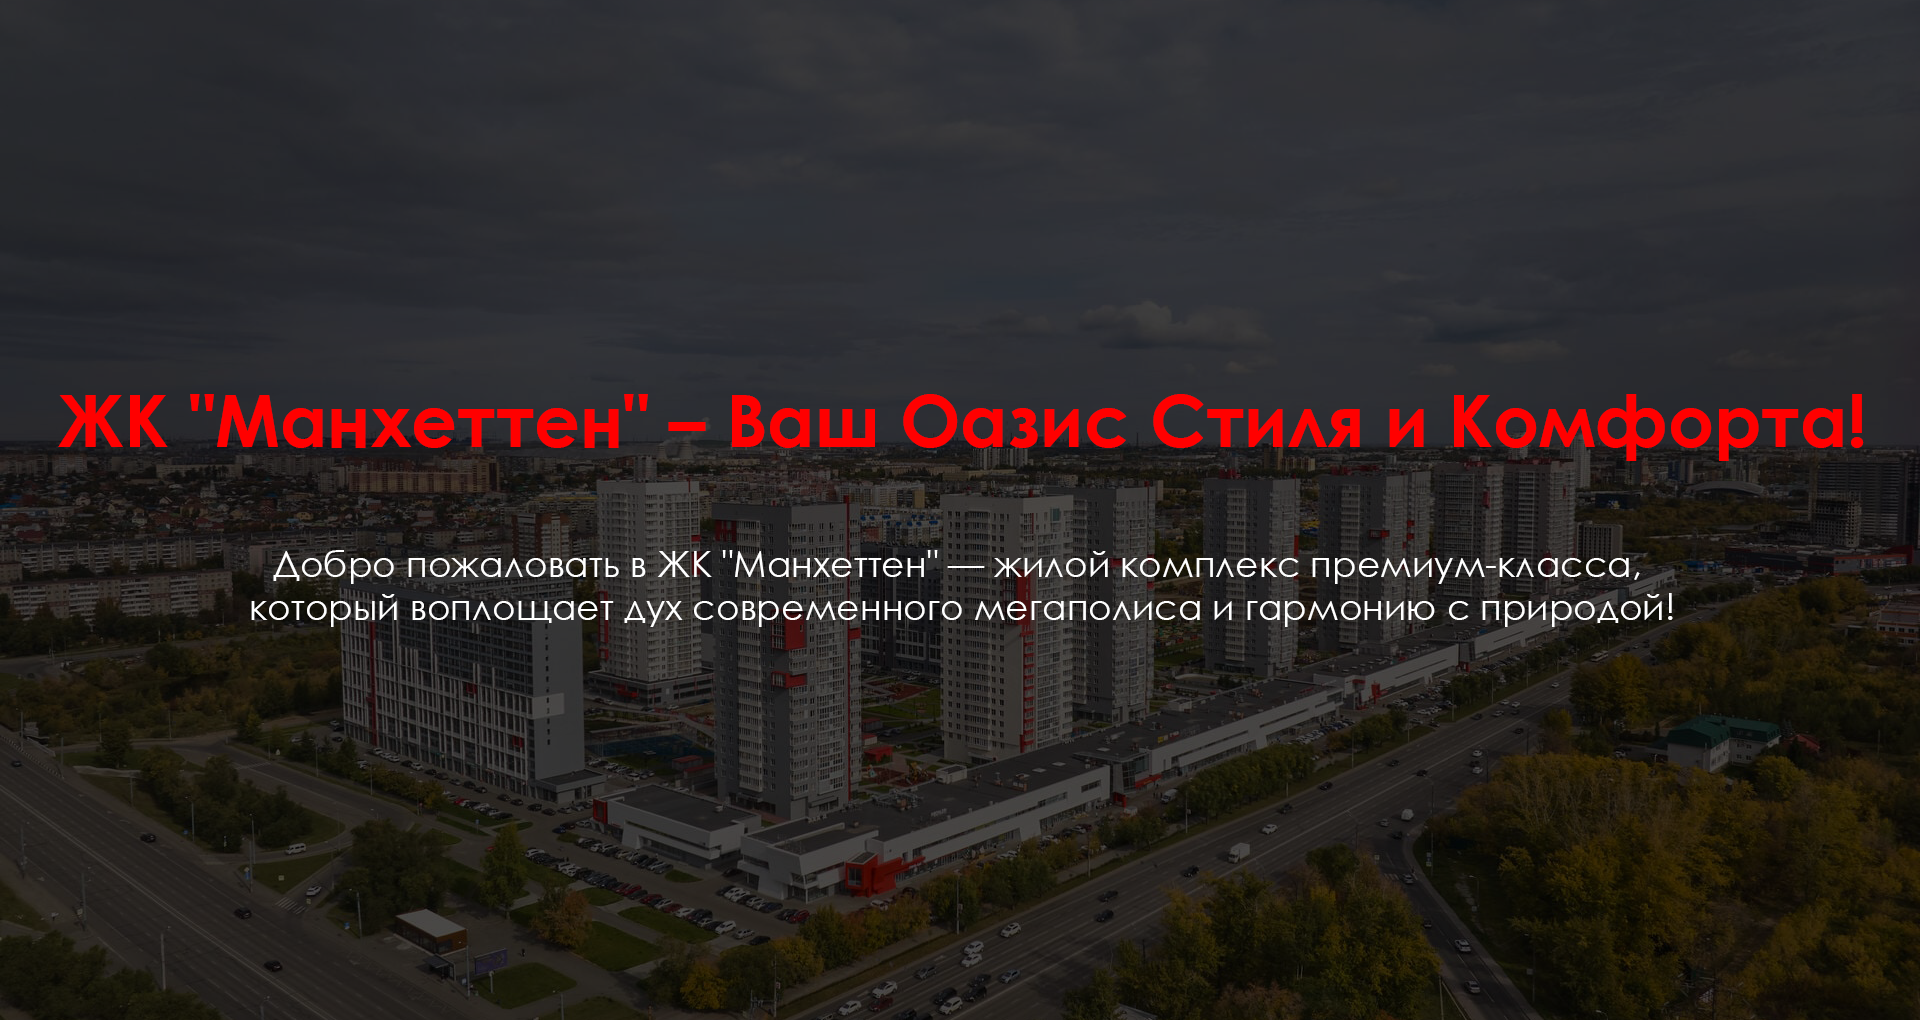 ЖК "Манхеттен" – Ваш Оазис Стиля и Комфорта!
Добро пожаловать в ЖК "Манхеттен" — жилой комплекс премиум-класса,
который воплощает дух современного мегаполиса и гармонию с природой!